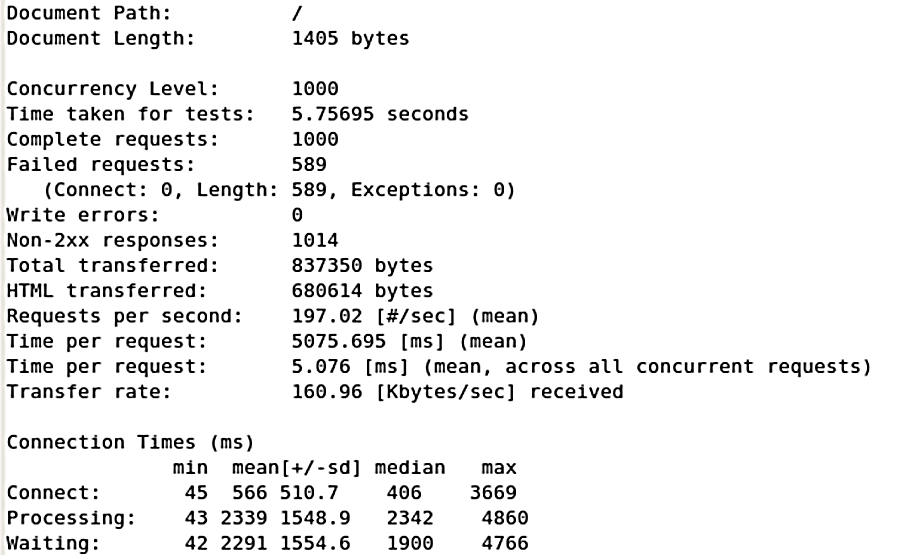 Document Path: /
Document Length: 1405 bytes
Concurrency Level: 1000
Time taken for tests: 5.75695 seconds
Complete requests: 1000
Failed requests: 589
(Connect: 0, Length: 589, Exceptions: 0)
Write errors: 0
Non-2xx responses: 1014
Total transferred: 837350 bytes
HTML transferred: 680614 bytes
Requests per second: 197.02 [#/sec] (mean)
Time per request: 5075.695 [ms] (mean)
Time per request: 5.076 [ms] (mean, across all concurrent requests)
Transfer rate: 160.96 [Kbytes/sec] received
Connection Times (ms)
min mean[+/-sd] median max
Connect: 45 566 510.7 406 3669
Processing: 43 2339 1548.9 2342 4860
Waiting: 42 2291 1554.6 1900 4766